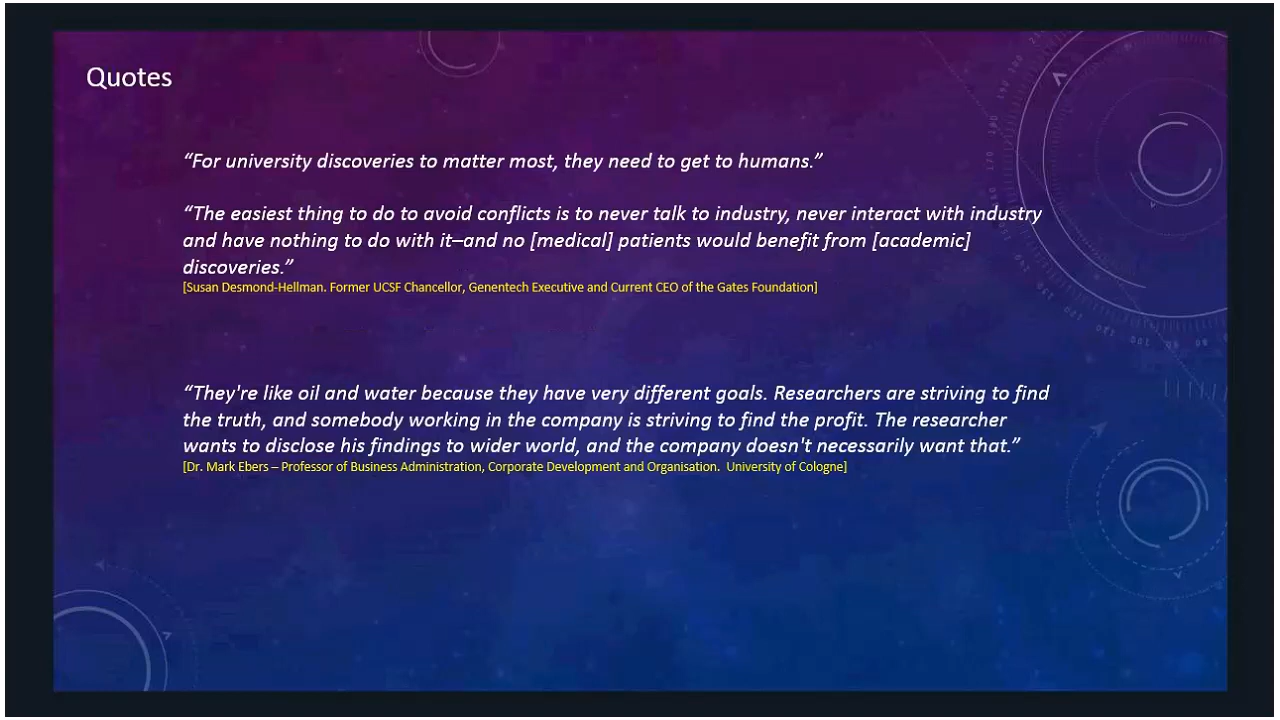 Quotes
“For university discoveries to matter most, they need to get to humans.”
“The easiest thing to do to avoid conflicts is to never talk to industry, never interact with industry
and have nothing to do with it–and no [medical] patients would benefit from [academic]
discoveries.”
[Susan Desmond-Hellman. Former UCSF Chancellor, Genentech Executive and Current CEO of the Gates Foundation]
“They're like oil and water because they have very different goals. Researchers are striving to find
the truth, and somebody working in the company is striving to find the profit. The researcher
wants to disclose his findings to wider world, and the company doesn't necessarily want that.”
[Dr. Mark Ebers – Professor of Business Administration, Corporate Development and Organisation.  University of Cologne]